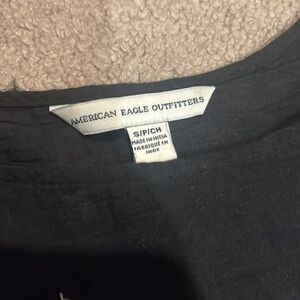 AMERICAN EAGLE OUTFITTERS
S/P/CH
MADE IN INDIA
FABRIQUÉ EN
INDE